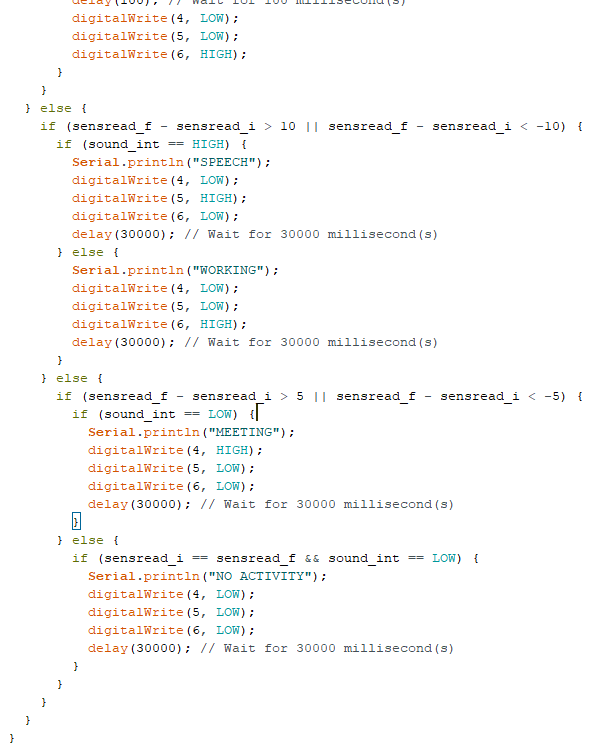 delay(100); // Wait for 100 millisecond(s)
digitalWrite(4, LOW);
digitalWrite(5, LOW);
digitalWrite(6, HIGH);
}
}
} else {
if (sensread_f - sensread_i > 10 || sensread_f - sensread_i < -10) {
if (sound_int == HIGH) {
Serial.println("SPEECH");
digitalWrite(4, LOW);
digitalWrite(5, HIGH);
digitalWrite(6, LOW);
delay(30000); // Wait for 30000 millisecond(s)
} else {
Serial.println("WORKING");
digitalWrite(4, LOW);
digitalWrite(5, LOW);
digitalWrite(6, HIGH);
delay(30000); // Wait for 30000 millisecond(s)
}
} else {
if (sensread_f - sensread_i > 5 || sensread_f - sensread_i < -5) {
if (sound_int == LOW) {
Serial.println("MEETING");
digitalWrite(4, HIGH);
digitalWrite(5, LOW);
digitalWrite(6, LOW);
delay(30000); // Wait for 30000 millisecond(s)
}
} else {
if (sensread_i == sensread_f && sound_int == LOW) {
Serial.println("NO ACTIVITY");
digitalWrite(4, LOW);
digitalWrite(5, LOW);
digitalWrite(6, LOW);
delay(30000); // Wait for 30000 millisecond(s)
}
}
}
}
}